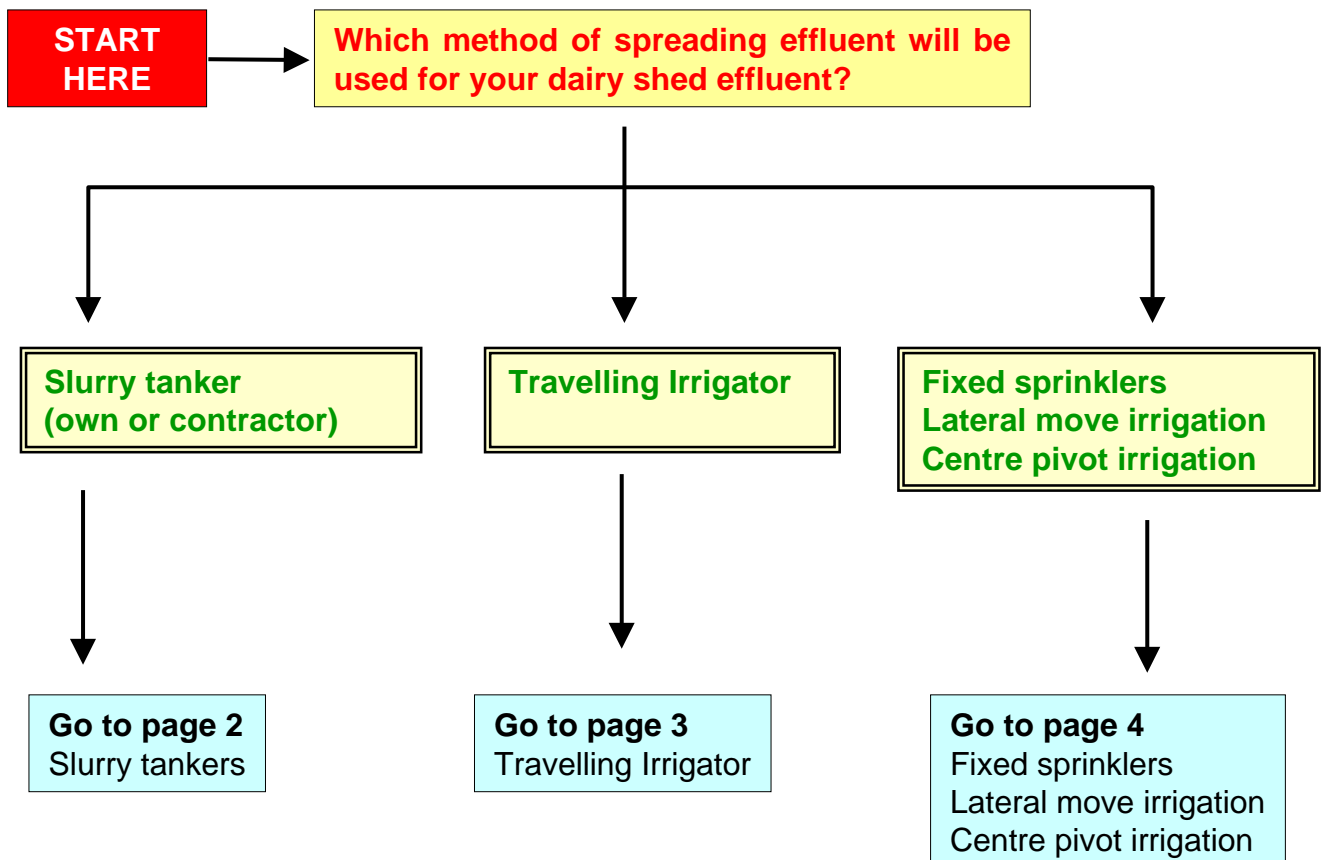 START
HERE
Which method of spreading effluent will be
used for your dairy shed effluent?
Slurry tanker
(own or contractor)
Travelling Irrigator
Fixed sprinklers
Lateral move irrigation
Centre pivot irrigation
Go to page 2
Slurry tankers
Go to page 3
Travelling Irrigator
Go to page 4
Fixed sprinklers
Lateral move irrigation
Centre pivot irrigation